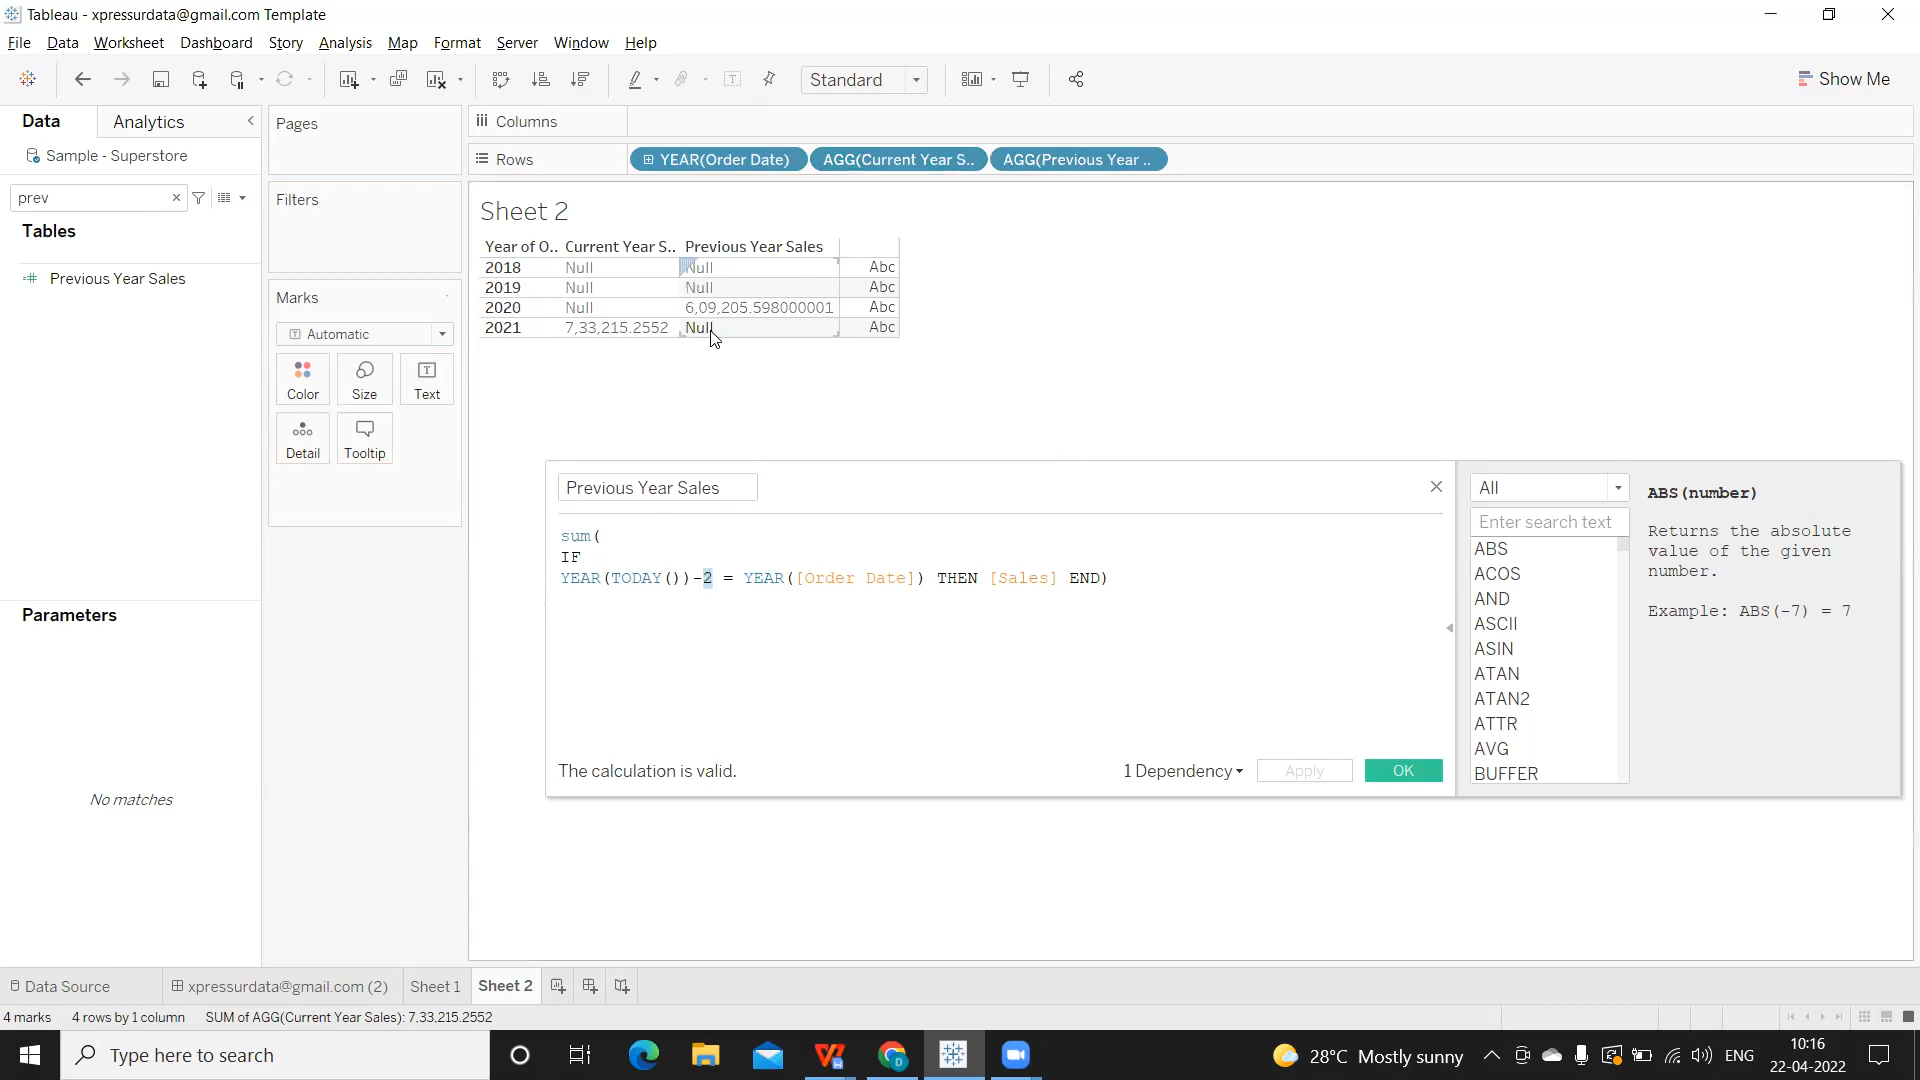 Tableau - xpressurdata@gmail.com Template
File Data Worksheet Dashboard Story Analysis Map Format Server Window Help
Standard
Show Me
Data Analytics
Sample - Superstore
prev
Tables
Previous Year Sales
Parameters
No matches
Pages
Filters
Marks
Automatic
Color Size Text
Detail Tooltip
Columns
Rows YEAR(Order Date) AGG(Current Year S.. AGG(Previous Year ..
Sheet 2
Year of O.. Current Year S.. Previous Year Sales
2018 Null Null Abc
2019 Null Null Abc
2020 Null 6,09,205.598000001 Abc
2021 7,33,215.2552 Null Abc
Previous Year Sales
sum(
IF
YEAR(TODAY())-2 = YEAR([Order Date]) THEN [Sales] END)
The calculation is valid.
1 Dependency
Apply
OK
All
Enter search text
ABS
ACOS
AND
ASCII
ASIN
ATAN
ATAN2
ATTR
AVG
BUFFER
ABS(number)
Returns the absolute
value of the given
number.
Example: ABS(-7) = 7
Data Source xpressurdata@gmail.com (2) Sheet 1 Sheet 2
4 marks 4 rows by 1 column SUM of AGG(Current Year Sales): 7,33,215.2552
Type here to search
28°C Mostly sunny
ENG
10:16
22-04-2022